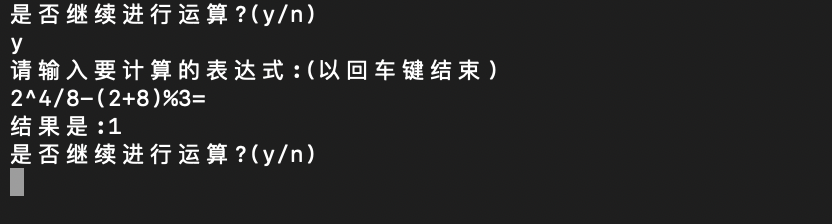 是否继续进行运算?(y/n)
y
请输入要计算的表达式:(以回车键结束)
2^4/8-(2+8)%3=
结果是:1
是否继续进行运算?(y/n)